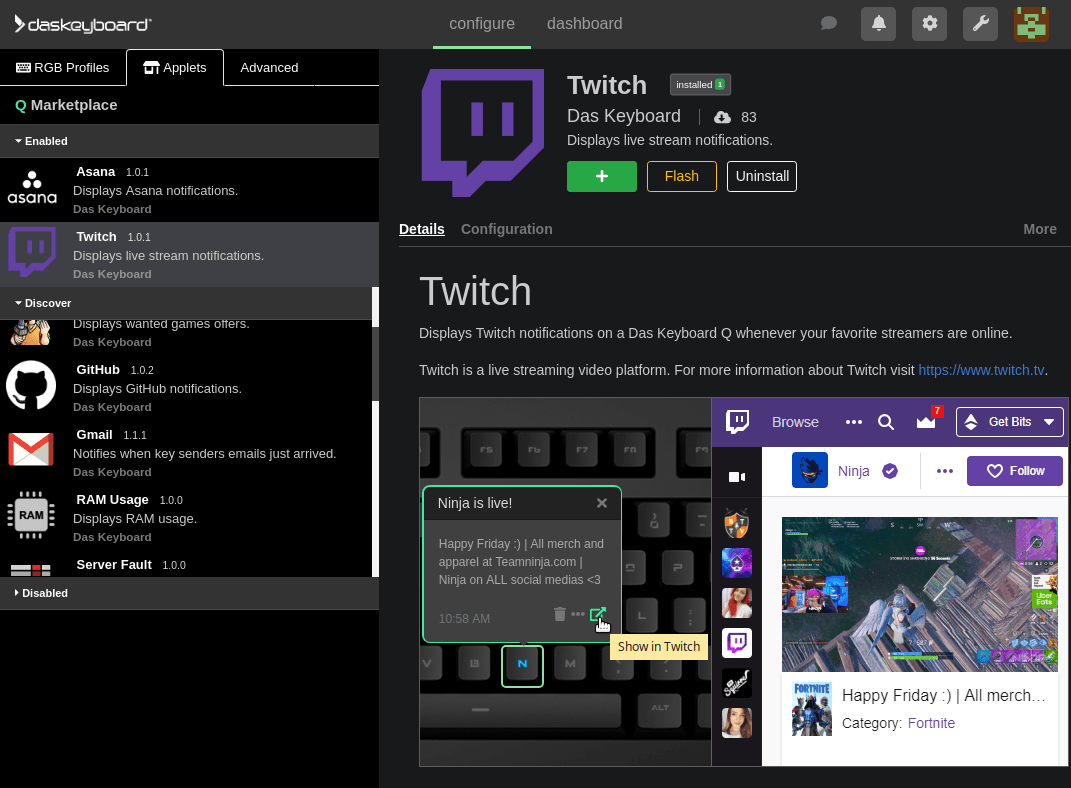 daskeyboard
configure
dashboard
RGB Profiles
Applets
Advanced
Q Marketplace
Enabled
Asana 1.0.1
Displays Asana notifications.
Das Keyboard
asana
Twitch 1.0.1
Displays live stream notifications.
Das Keyboard
Discover
Displays wanted games offers.
Das Keyboard
GitHub 1.0.2
Displays GitHub notifications.
Das Keyboard
Gmail 1.1.1
Notifies when key senders emails just arrived.
Das Keyboard
RAM Usage 1.0.0
RAM
Displays RAM usage.
Das Keyboard
Server Fault 1.0.0
Disabled
Twitch
installed 1
Das Keyboard
83
Displays live stream notifications.
+ Flash Uninstall
Details Configuration More
Twitch
Displays Twitch notifications on a Das Keyboard Q whenever your favorite streamers are online.
Twitch is a live streaming video platform. For more information about Twitch visit https://www.twitch.tv.
F5 F6 F7 F8
Ninja is live!
Happy Friday :) | All merch and
apparel at Teamninja.com |
Ninja on ALL social medias <3
10:58 AM
Show in Twitch
L
V B N M
ALT
Browse
7
Get Bits
Ninja
Follow
Uber
Eats
FORTNITE
Happy Friday :) | All merch…
Category: Fortnite